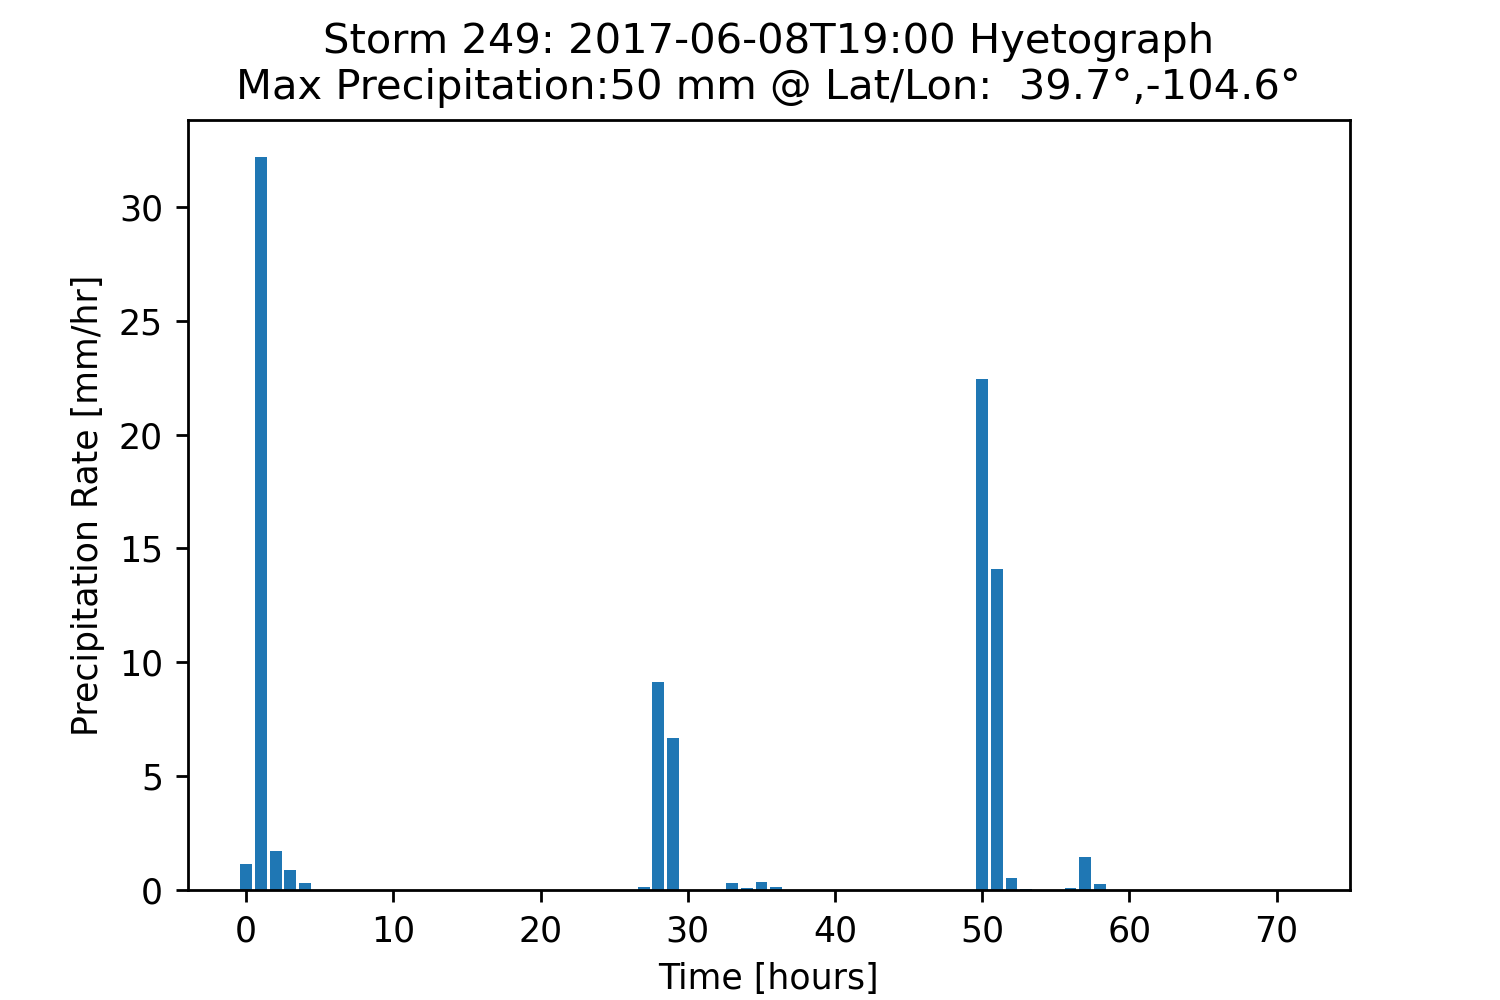 Storm 249: 2017-06-08T19:00 Hyetograph
Max Precipitation:50 mm @ Lat/Lon:  39.7°,-104.6°
Precipitation Rate [mm/hr]
30
25
20
15
10
5
0
0 10 20 30 40 50 60 70
Time [hours]